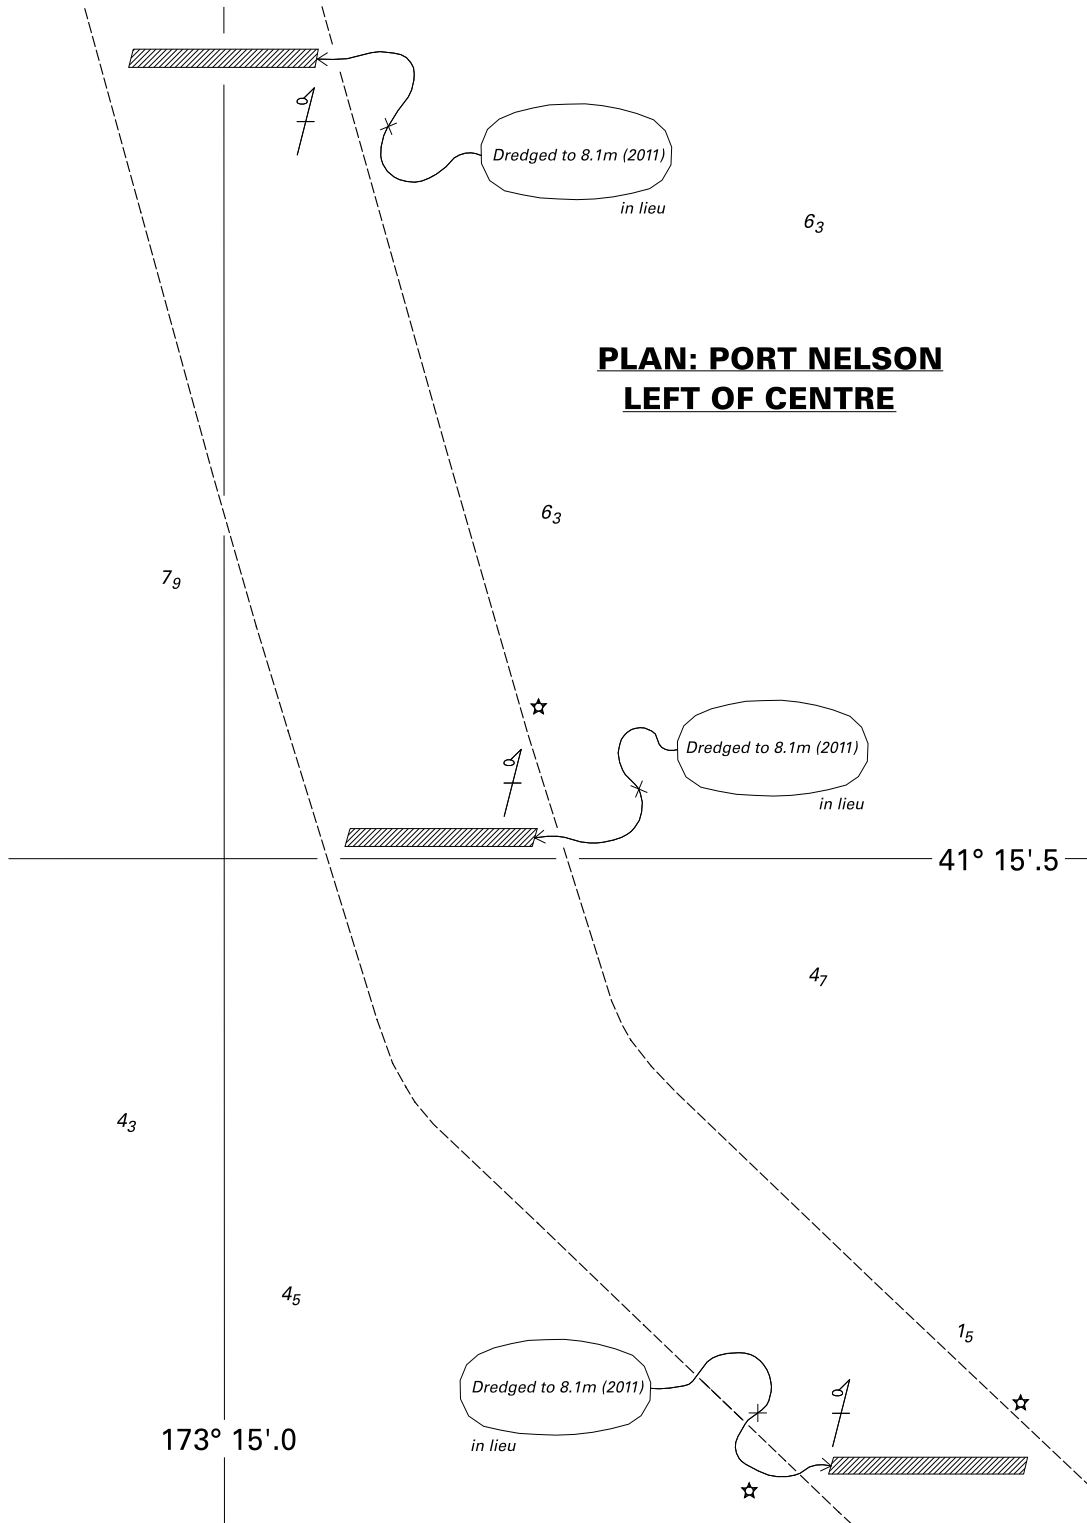 Dredged to 8.1m (2011)
in lieu
6₃
PLAN: PORT NELSON
LEFT OF CENTRE
6₃
7₉
Dredged to 8.1m (2011)
in lieu
41° 15'.5
4₇
4₃
4₅
1₅
Dredged to 8.1m (2011)
in lieu
173° 15'.0